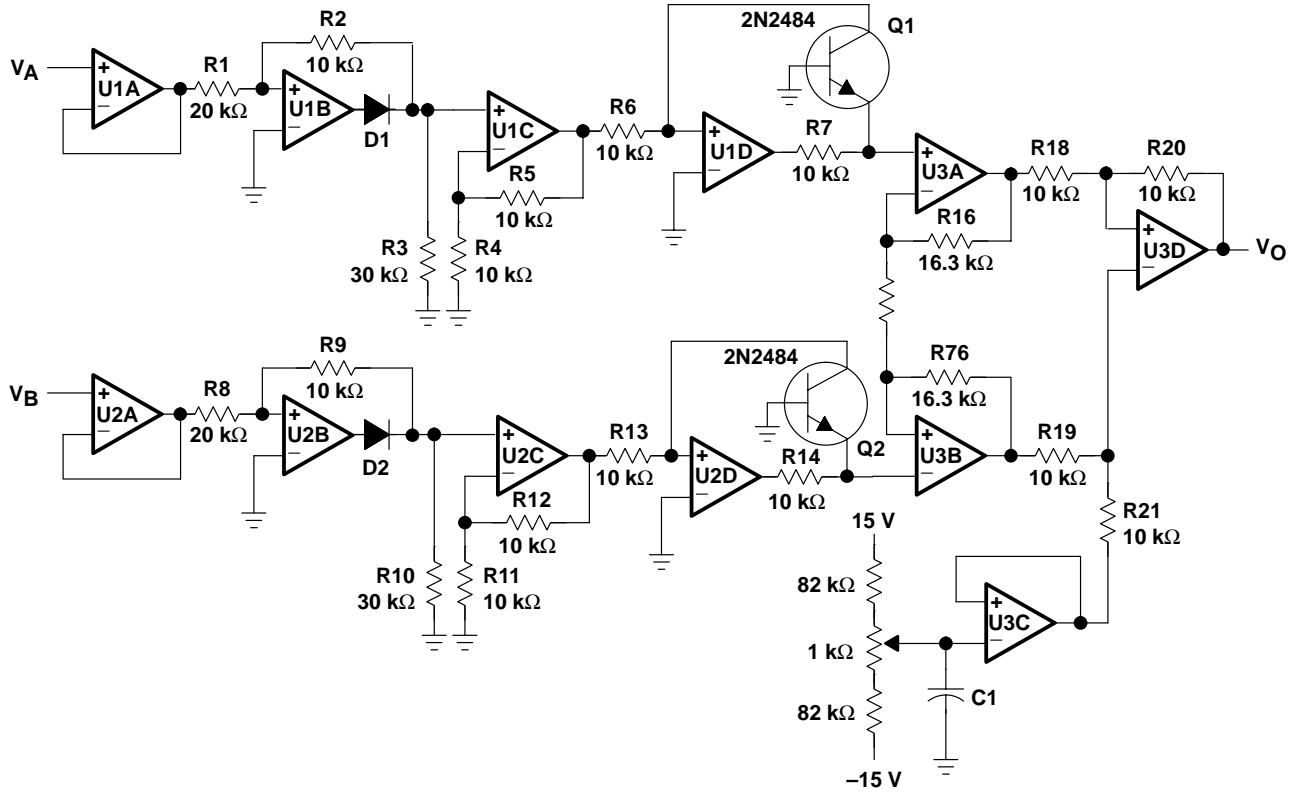 VA
+
−
U1A
R1
20 kΩ
R2
10 kΩ
+
−
U1B
D1
R3
30 kΩ
+
−
U1C
R5
10 kΩ
R4
10 kΩ
R6
10 kΩ
+
−
U1D
R7
10 kΩ
2N2484
Q1
+
−
U3A
R16
16.3 kΩ
R18
10 kΩ
R20
10 kΩ
+
−
U3D
VO
VB
+
−
U2A
R8
20 kΩ
R9
10 kΩ
+
−
U2B
D2
R10
30 kΩ
+
−
U2C
R12
10 kΩ
R11
10 kΩ
R13
10 kΩ
+
−
U2D
R14
10 kΩ
2N2484
Q2
R76
16.3 kΩ
+
−
U3B
R19
10 kΩ
R21
10 kΩ
15 V
82 kΩ
1 kΩ
82 kΩ
–15 V
C1
+
−
U3C